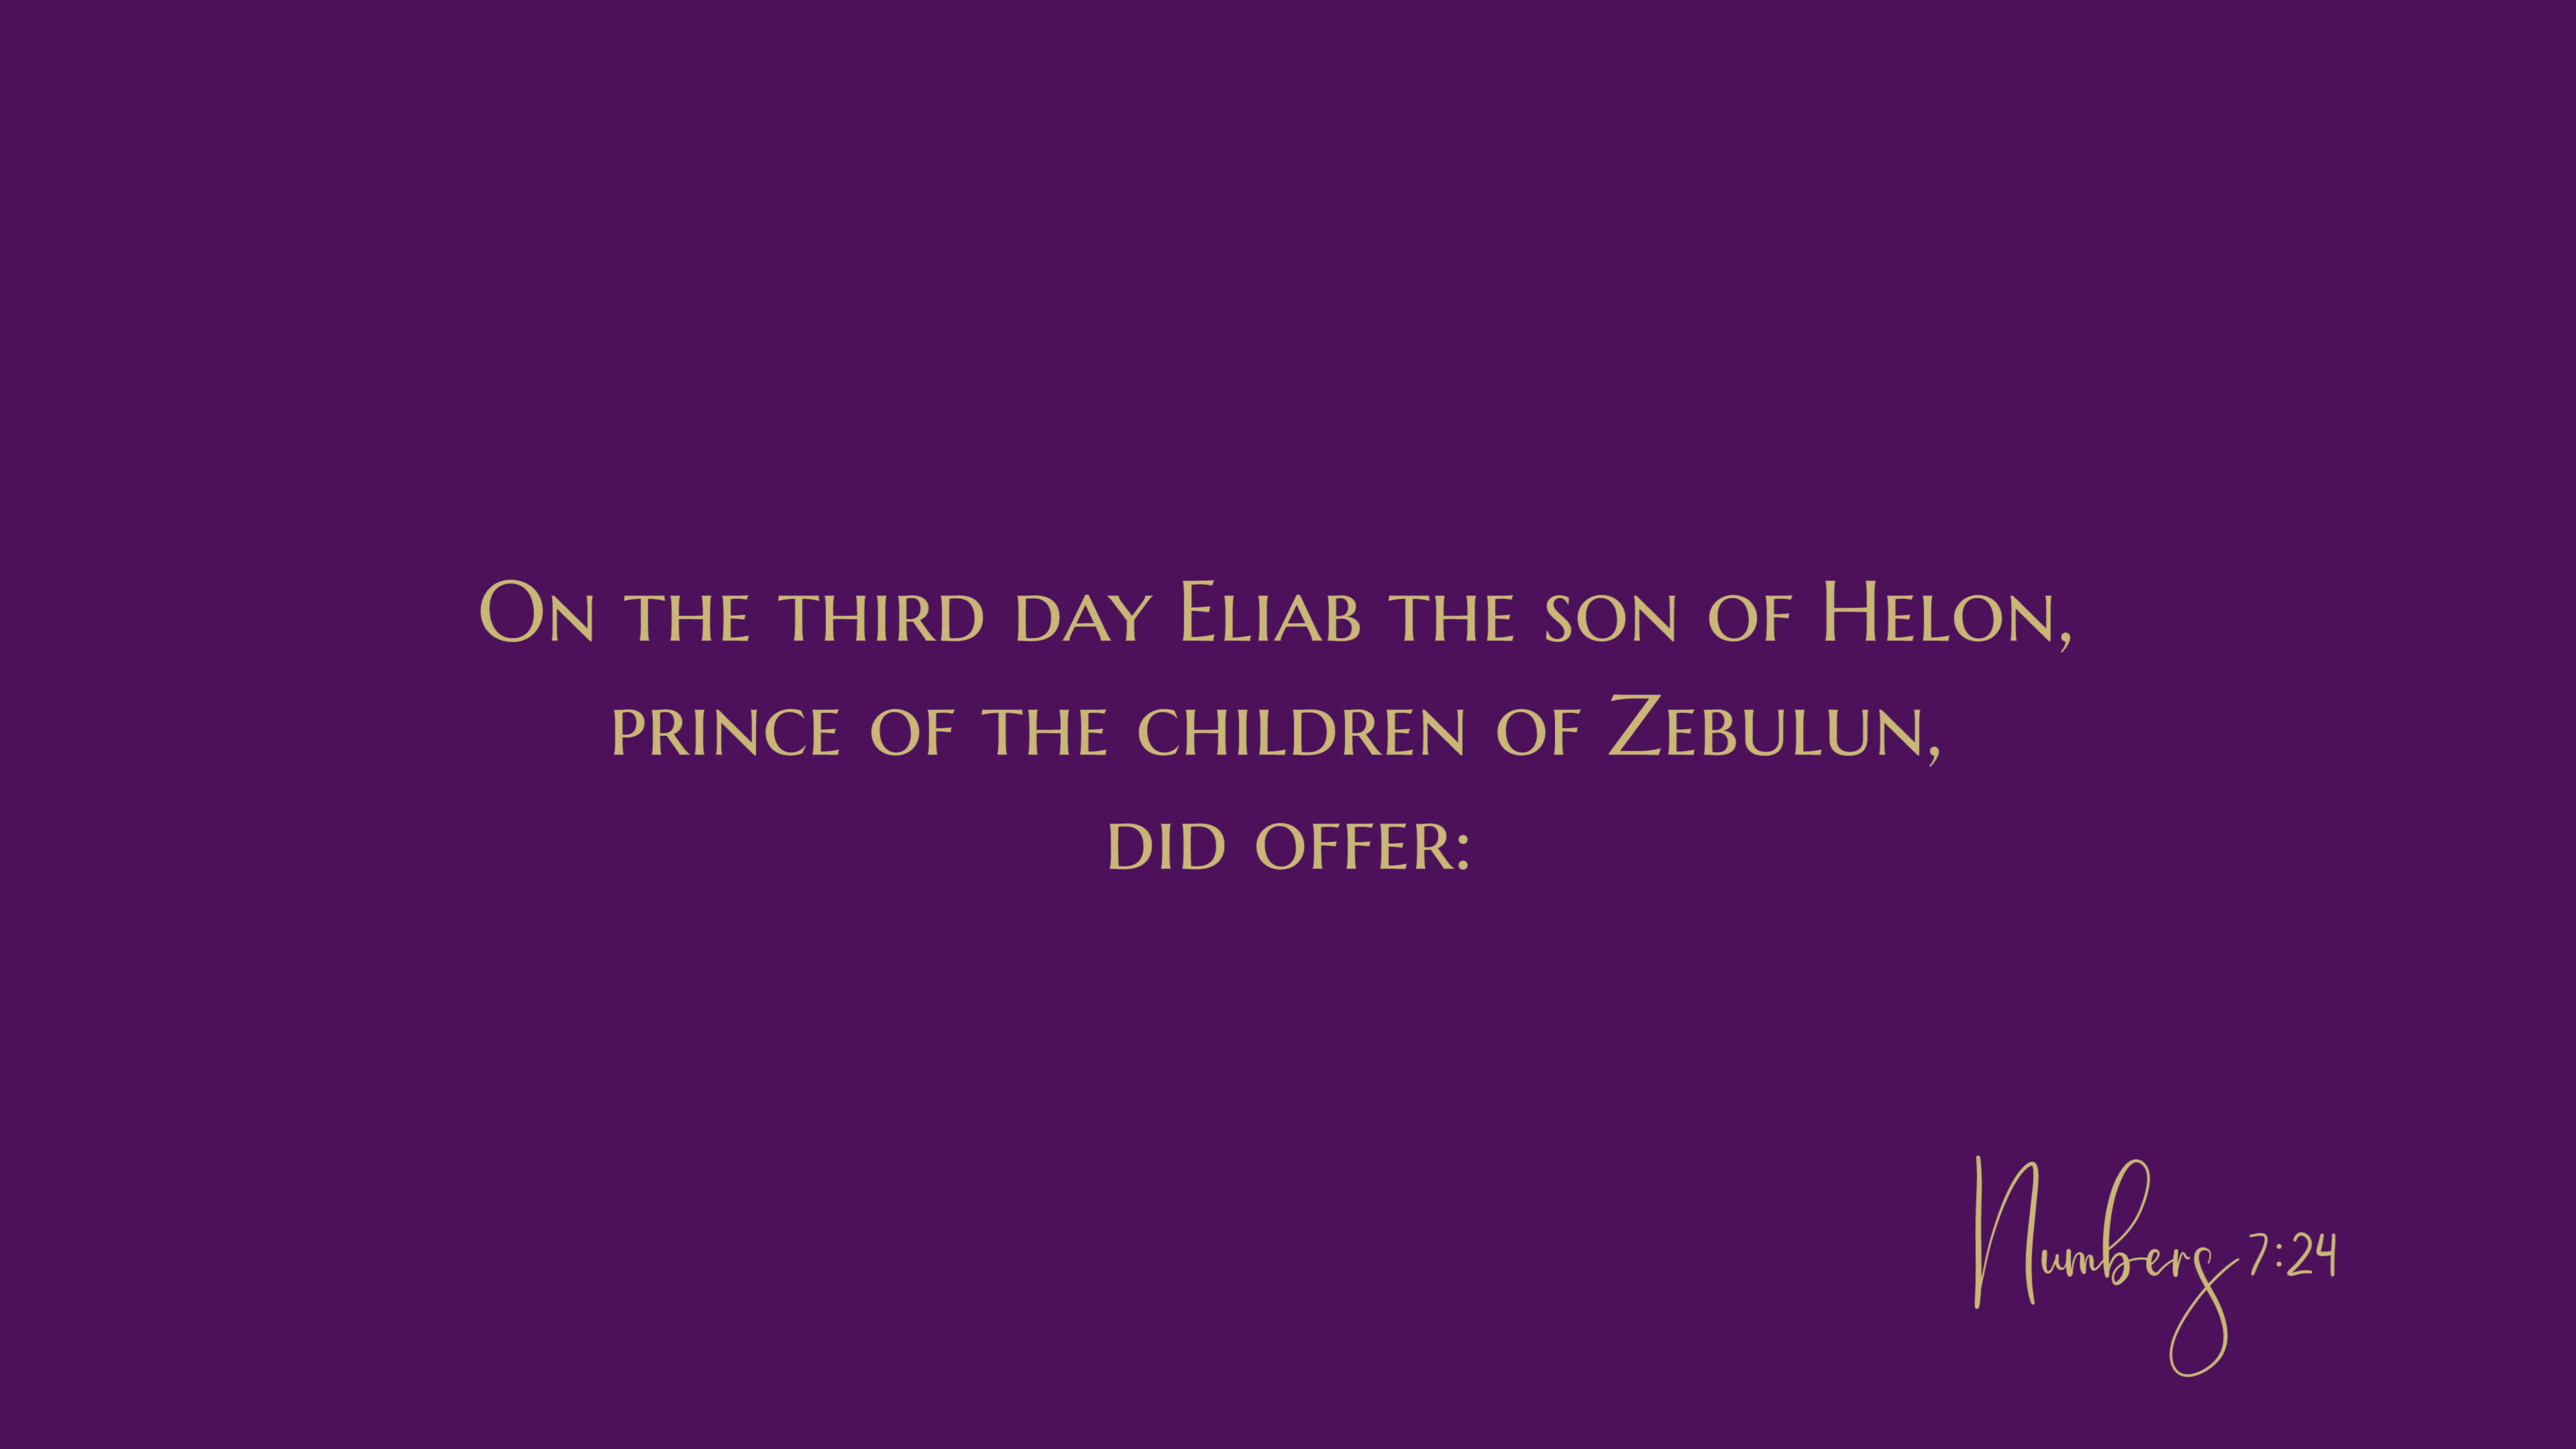 On the third day Eliab the son of Helon,
prince of the children of Zebulun,
did offer:
Numbers 7:24